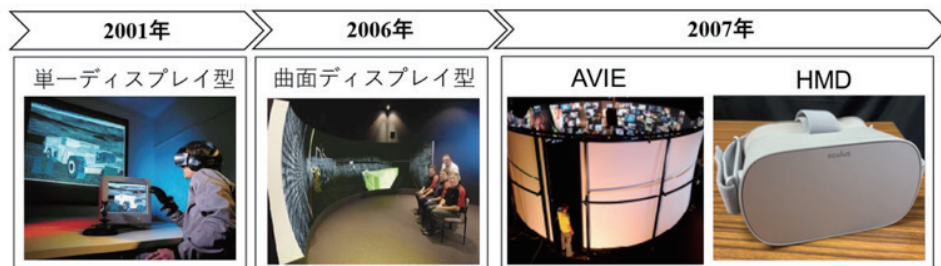 2001年
2006年
2007年
単一ディスプレイ型
曲面ディスプレイ型
AVIE
HMD
oculus